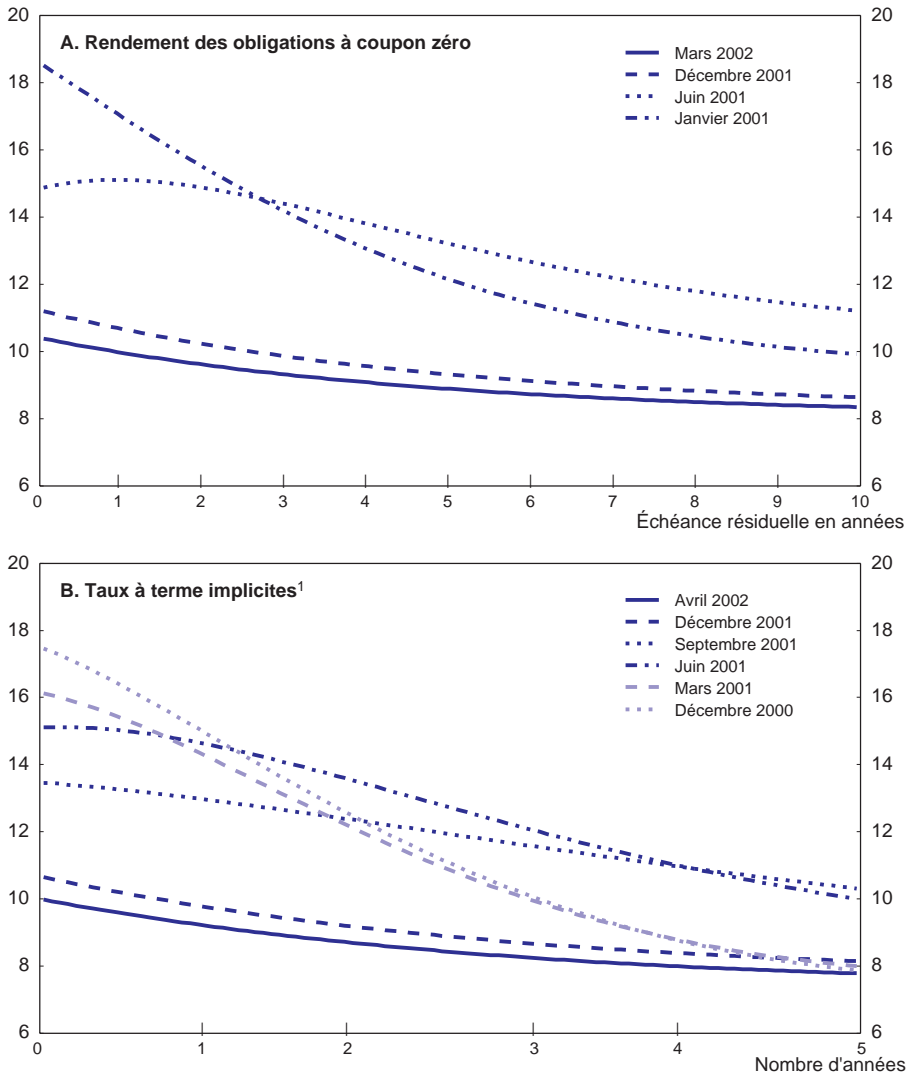 20 20
A. Rendement des obligations à coupon zéro
Mars 2002
Décembre 2001
Juin 2001
Janvier 2001
18 18
16 16
14 14
12 12
10 10
8 8
6 6
0 1 2 3 4 5 6 7 8 9 10
Échéance résiduelle en années
20 20
B. Taux à terme implicites1
Avril 2002
Décembre 2001
Septembre 2001
Juin 2001
Mars 2001
Décembre 2000
18 18
16 16
14 14
12 12
10 10
8 8
6 6
0 1 2 3 4 5
Nombre d'années